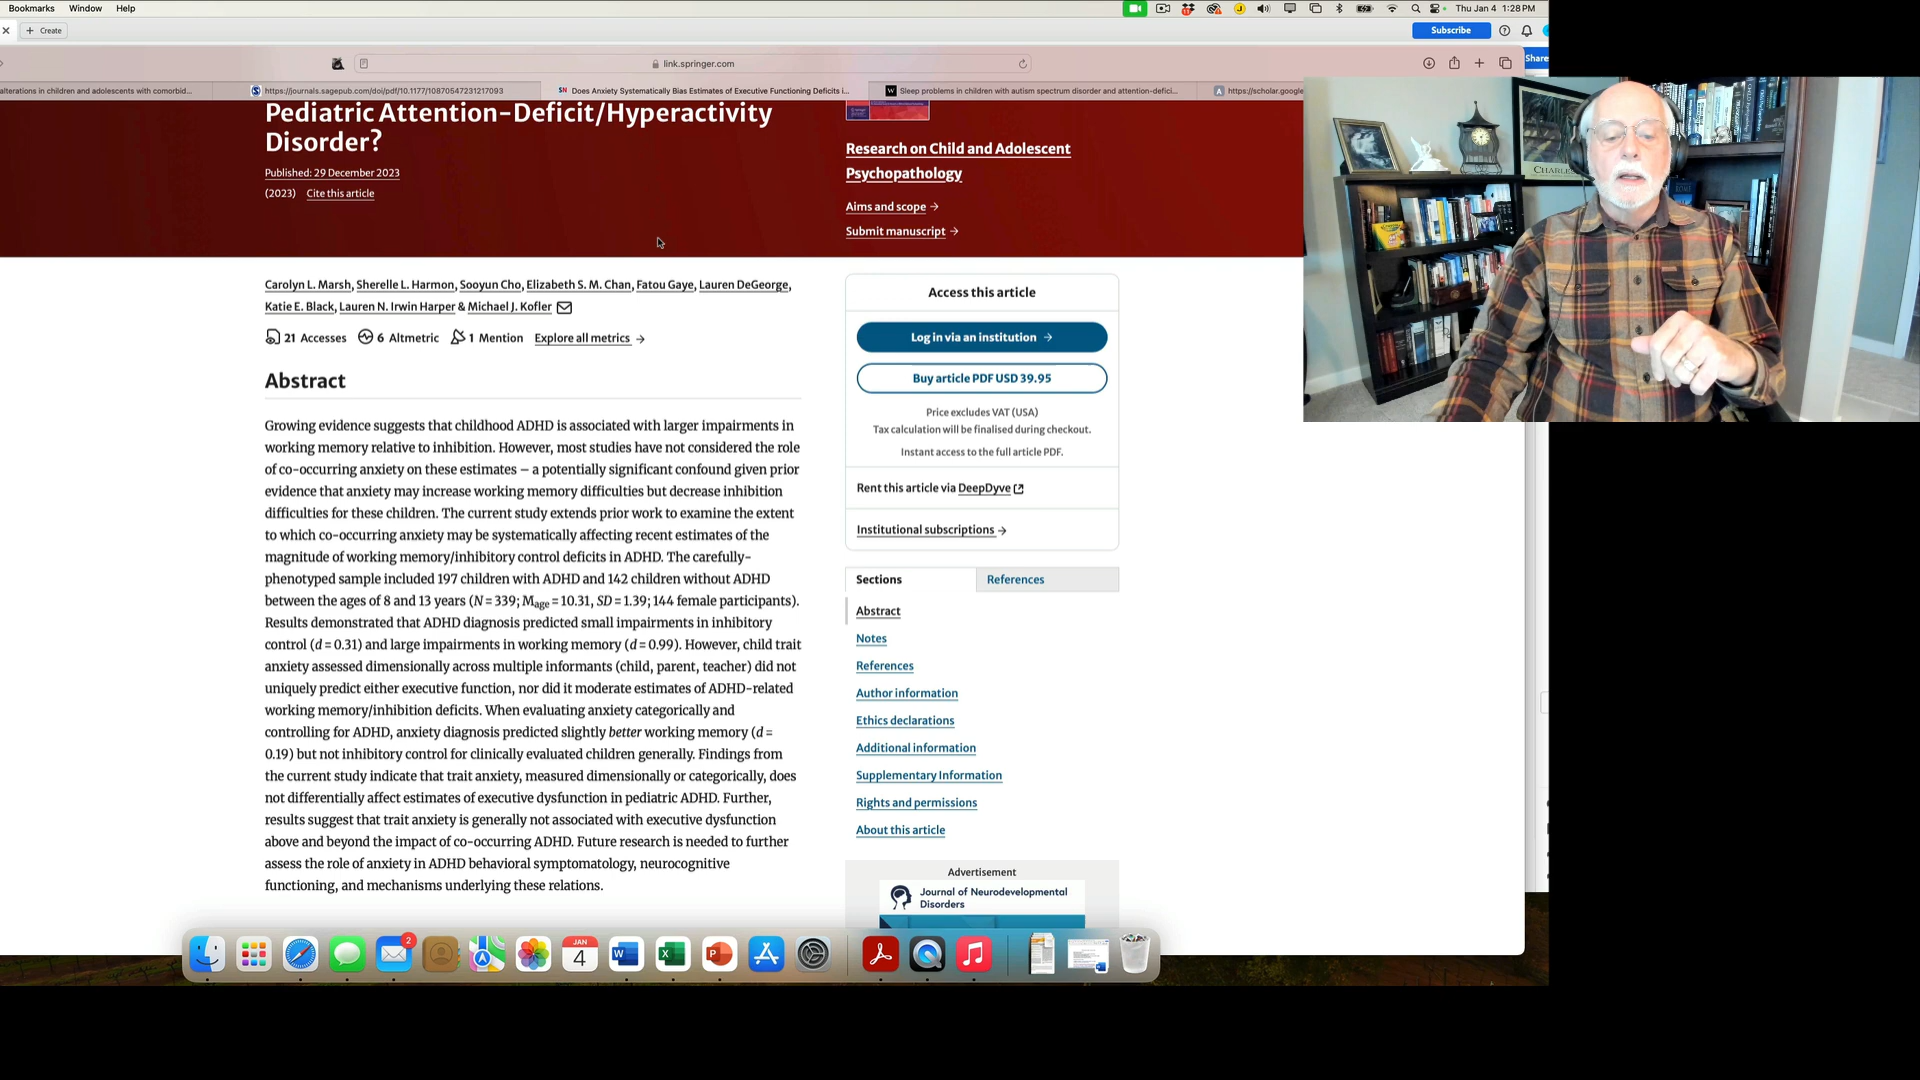 Bookmarks Window Help
Thu Jan 4 1:28 PM
Create
Subscribe
Share
link.springer.com
alterations in children and adolescents with comorbid...
https://journals.sagepub.com/doi/pdf/10.1177/10870547231217093
Does Anxiety Systematically Bias Estimates of Executive Functioning Deficits i...
W Sleep problems in children with autism spectrum disorder and attention-defici...
https://scholar.google
Pediatric Attention-Deficit/Hyperactivity
Disorder?
Published: 29 December 2023
(2023) Cite this article
Research on Child and Adolescent
Psychopathology
Aims and scope →
Submit manuscript →
Carolyn L. Marsh, Sherelle L. Harmon, Sooyun Cho, Elizabeth S. M. Chan, Fatou Gaye, Lauren DeGeorge,
Katie E. Black, Lauren N. Irwin Harper & Michael J. Kofler
21 Accesses 6 Altmetric 1 Mention Explore all metrics →
Abstract
Growing evidence suggests that childhood ADHD is associated with larger impairments in
working memory relative to inhibition. However, most studies have not considered the role
of co-occurring anxiety on these estimates – a potentially significant confound given prior
evidence that anxiety may increase working memory difficulties but decrease inhibition
difficulties for these children. The current study extends prior work to examine the extent
to which co-occurring anxiety may be systematically affecting recent estimates of the
magnitude of working memory/inhibitory control deficits in ADHD. The carefully-
phenotyped sample included 197 children with ADHD and 142 children without ADHD
between the ages of 8 and 13 years (N = 339; Mage = 10.31, SD = 1.39; 144 female participants).
Results demonstrated that ADHD diagnosis predicted small impairments in inhibitory
control (d = 0.31) and large impairments in working memory (d = 0.99). However, child trait
anxiety assessed dimensionally across multiple informants (child, parent, teacher) did not
uniquely predict either executive function, nor did it moderate estimates of ADHD-related
working memory/inhibition deficits. When evaluating anxiety categorically and
controlling for ADHD, anxiety diagnosis predicted slightly better working memory (d =
0.19) but not inhibitory control for clinically evaluated children generally. Findings from
the current study indicate that trait anxiety, measured dimensionally or categorically, does
not differentially affect estimates of executive dysfunction in pediatric ADHD. Further,
results suggest that trait anxiety is generally not associated with executive dysfunction
above and beyond the impact of co-occurring ADHD. Future research is needed to further
assess the role of anxiety in ADHD behavioral symptomatology, neurocognitive
functioning, and mechanisms underlying these relations.
Access this article
Log in via an institution →
Buy article PDF USD 39.95
Price excludes VAT (USA)
Tax calculation will be finalised during checkout.
Instant access to the full article PDF.
Rent this article via DeepDyve
Institutional subscriptions →
Sections References
Abstract
Notes
References
Author information
Ethics declarations
Additional information
Supplementary Information
Rights and permissions
About this article
Advertisement
Journal of Neurodevelopmental
Disorders
2
JAN
4
W
X
P
CHARLES